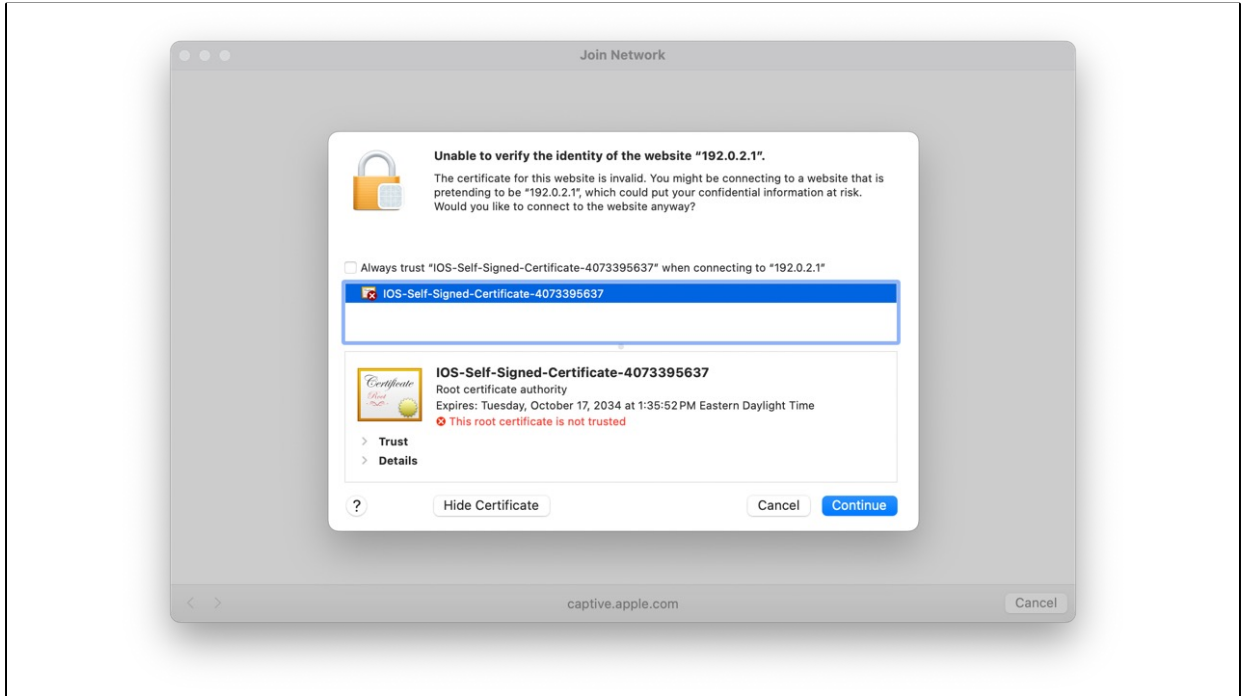 Join Network
Unable to verify the identity of the website “192.0.2.1”.
The certificate for this website is invalid. You might be connecting to a website that is
pretending to be “192.0.2.1”, which could put your confidential information at risk.
Would you like to connect to the website anyway?
Always trust “IOS-Self-Signed-Certificate-4073395637” when connecting to “192.0.2.1”
IOS-Self-Signed-Certificate-4073395637
Certificate
Root
IOS-Self-Signed-Certificate-4073395637
Root certificate authority
Expires: Tuesday, October 17, 2034 at 1:35:52 PM Eastern Daylight Time
This root certificate is not trusted
Trust
Details
? Hide Certificate Cancel Continue
captive.apple.com Cancel